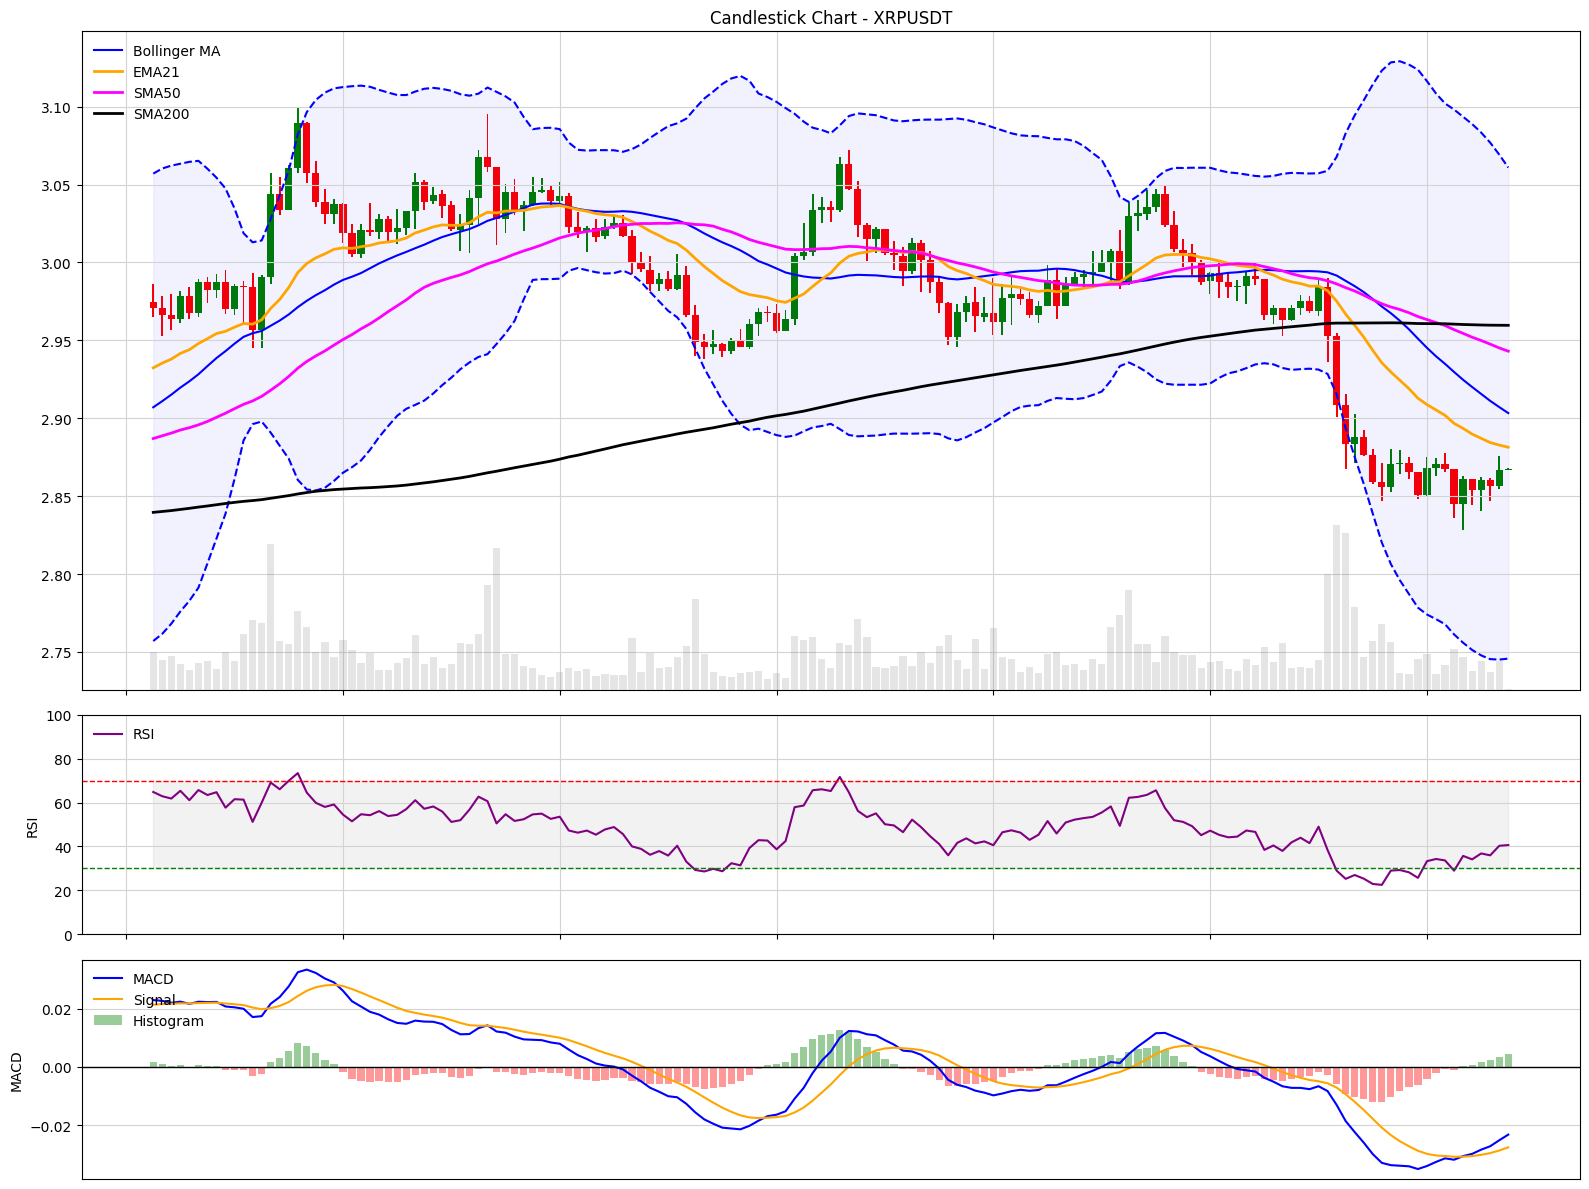 Candlestick Chart - XRPUSDT
Bollinger MA
EMA21
SMA50
SMA200
3.10
3.05
3.00
2.95
2.90
2.85
2.80
2.75
RSI
100
80
60
40
20
0
RSI
MACD
Signal
Histogram
0.02
0.00
−0.02
MACD